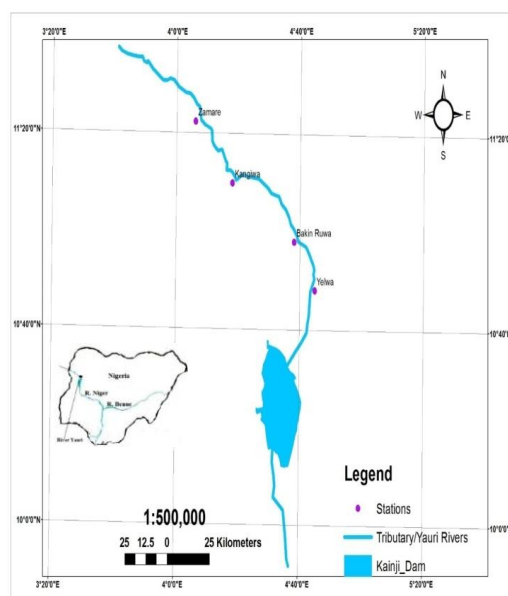 3°20'0"E 4°0'0"E 4°40'0"E 5°20'0"E
N
W E
S
Zamare
11°20'0"N 11°20'0"N
Kangiwa
Bakin Ruwa
Yelwa
10°40'0"N 10°40'0"N
Nigeria
R. Niger
R. Benue
River Yauri
Legend
Stations
1:500,000
10°0'0"N 10°0'0"N
Tributary/Yauri Rivers
25 12.5 0 25 Kilometers
Kainji_Dam
3°20'0"E 4°0'0"E 4°40'0"E 5°20'0"E